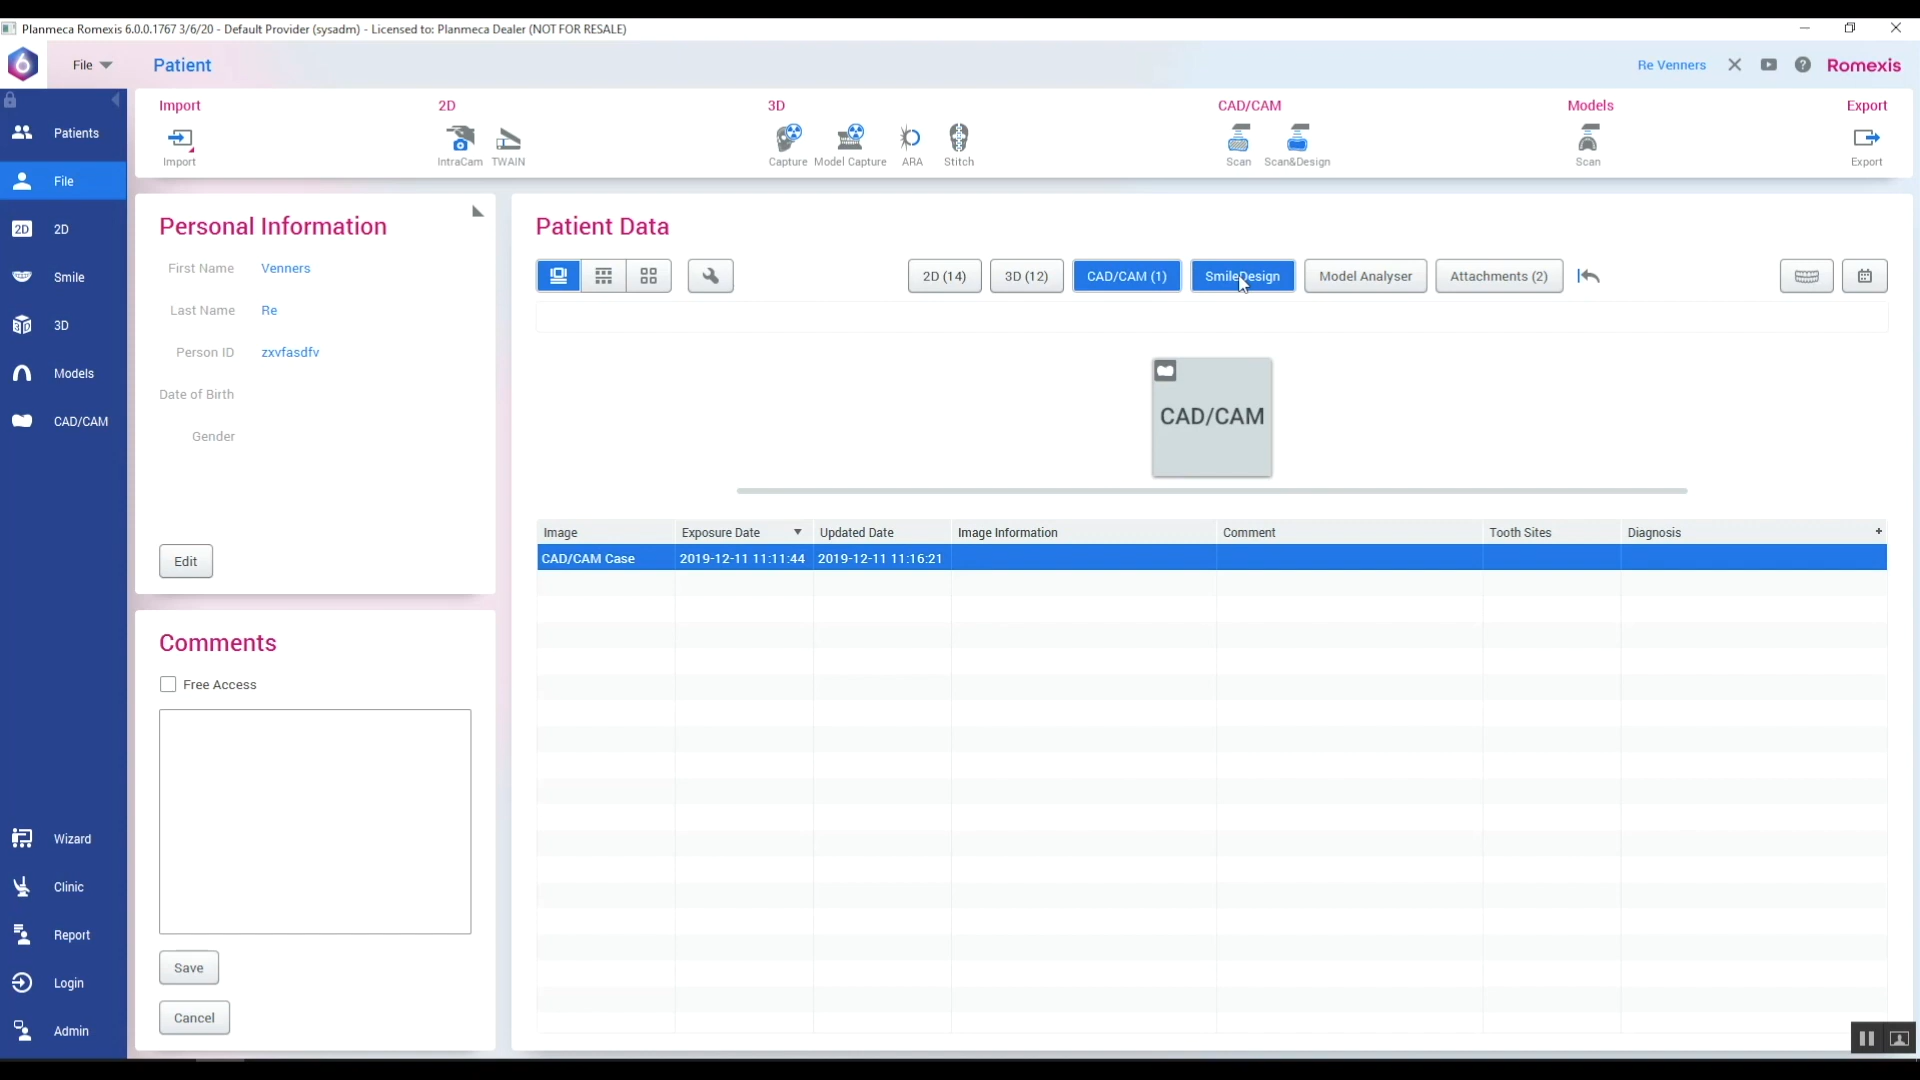 Planmeca Romexis 6.0.0.1767 3/6/20 - Default Provider (sysadm) - Licensed to: Planmeca Dealer (NOT FOR RESALE)
6 File Patient Re Venners Romexis
Import 2D 3D CAD/CAM Models Export
Import IntraCam TWAIN Capture Model Capture ARA Stitch Scan Scan&Design Scan Export
Patients
File
2D 2D
Smile
3D 3D
Models
CAD/CAM
Wizard
Clinic
Report
Login
Admin
Personal Information
First Name Venners
Last Name Re
Person ID zxvfasdfv
Date of Birth
Gender
Edit
Comments
Free Access
Save
Cancel
Patient Data
2D (14) 3D (12) CAD/CAM (1) SmileDesign Model Analyser Attachments (2)
CAD/CAM
Image Exposure Date Updated Date Image Information Comment Tooth Sites Diagnosis +
CAD/CAM Case 2019-12-11 11:11:44 2019-12-11 11:16:21